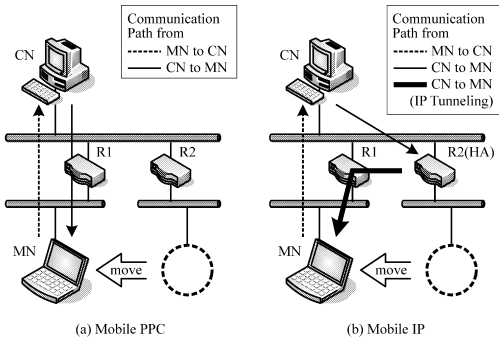 Communication
Path from
MN to CN
CN to MN
CN
R1
R2
MN
move
(a) Mobile PPC
Communication
Path from
MN to CN
CN to MN
CN to MN
(IP Tunneling)
CN
R1
R2(HA)
MN
move
(b) Mobile IP